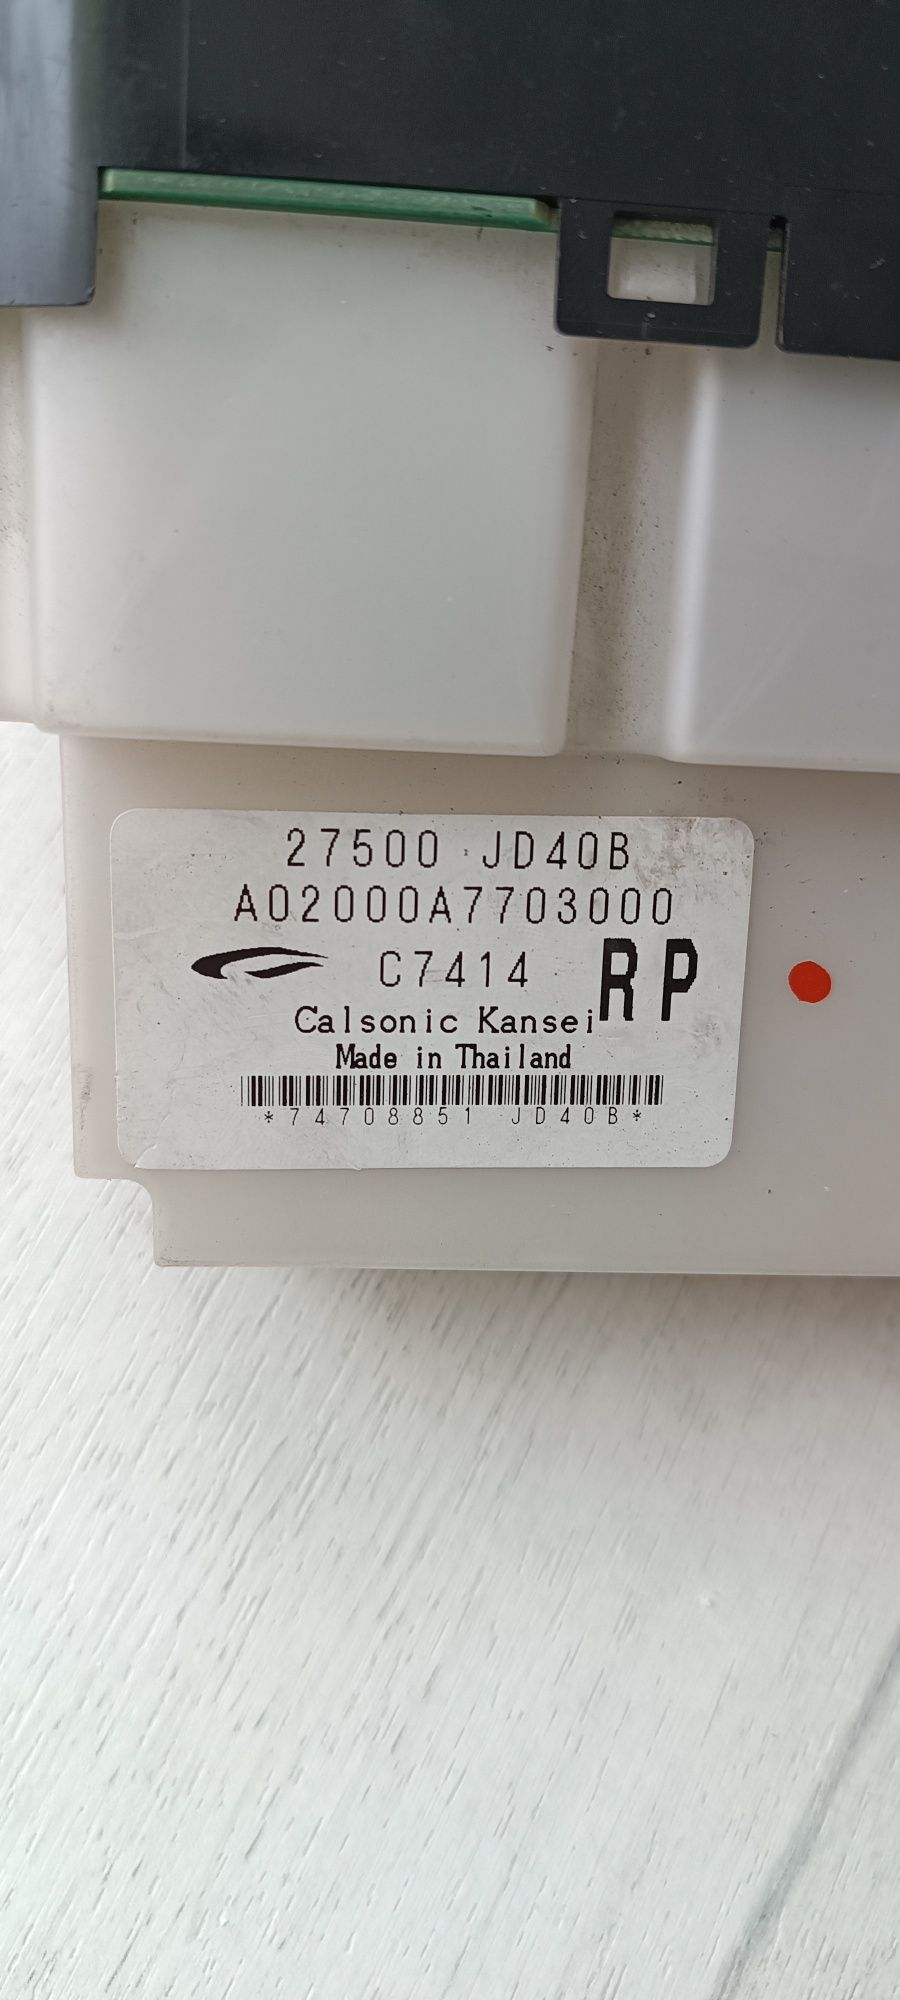 27500 JD40B
A02000A7703000
C7414 RP
Calsonic Kansei
Made in Thailand
*74708851 JD40B*